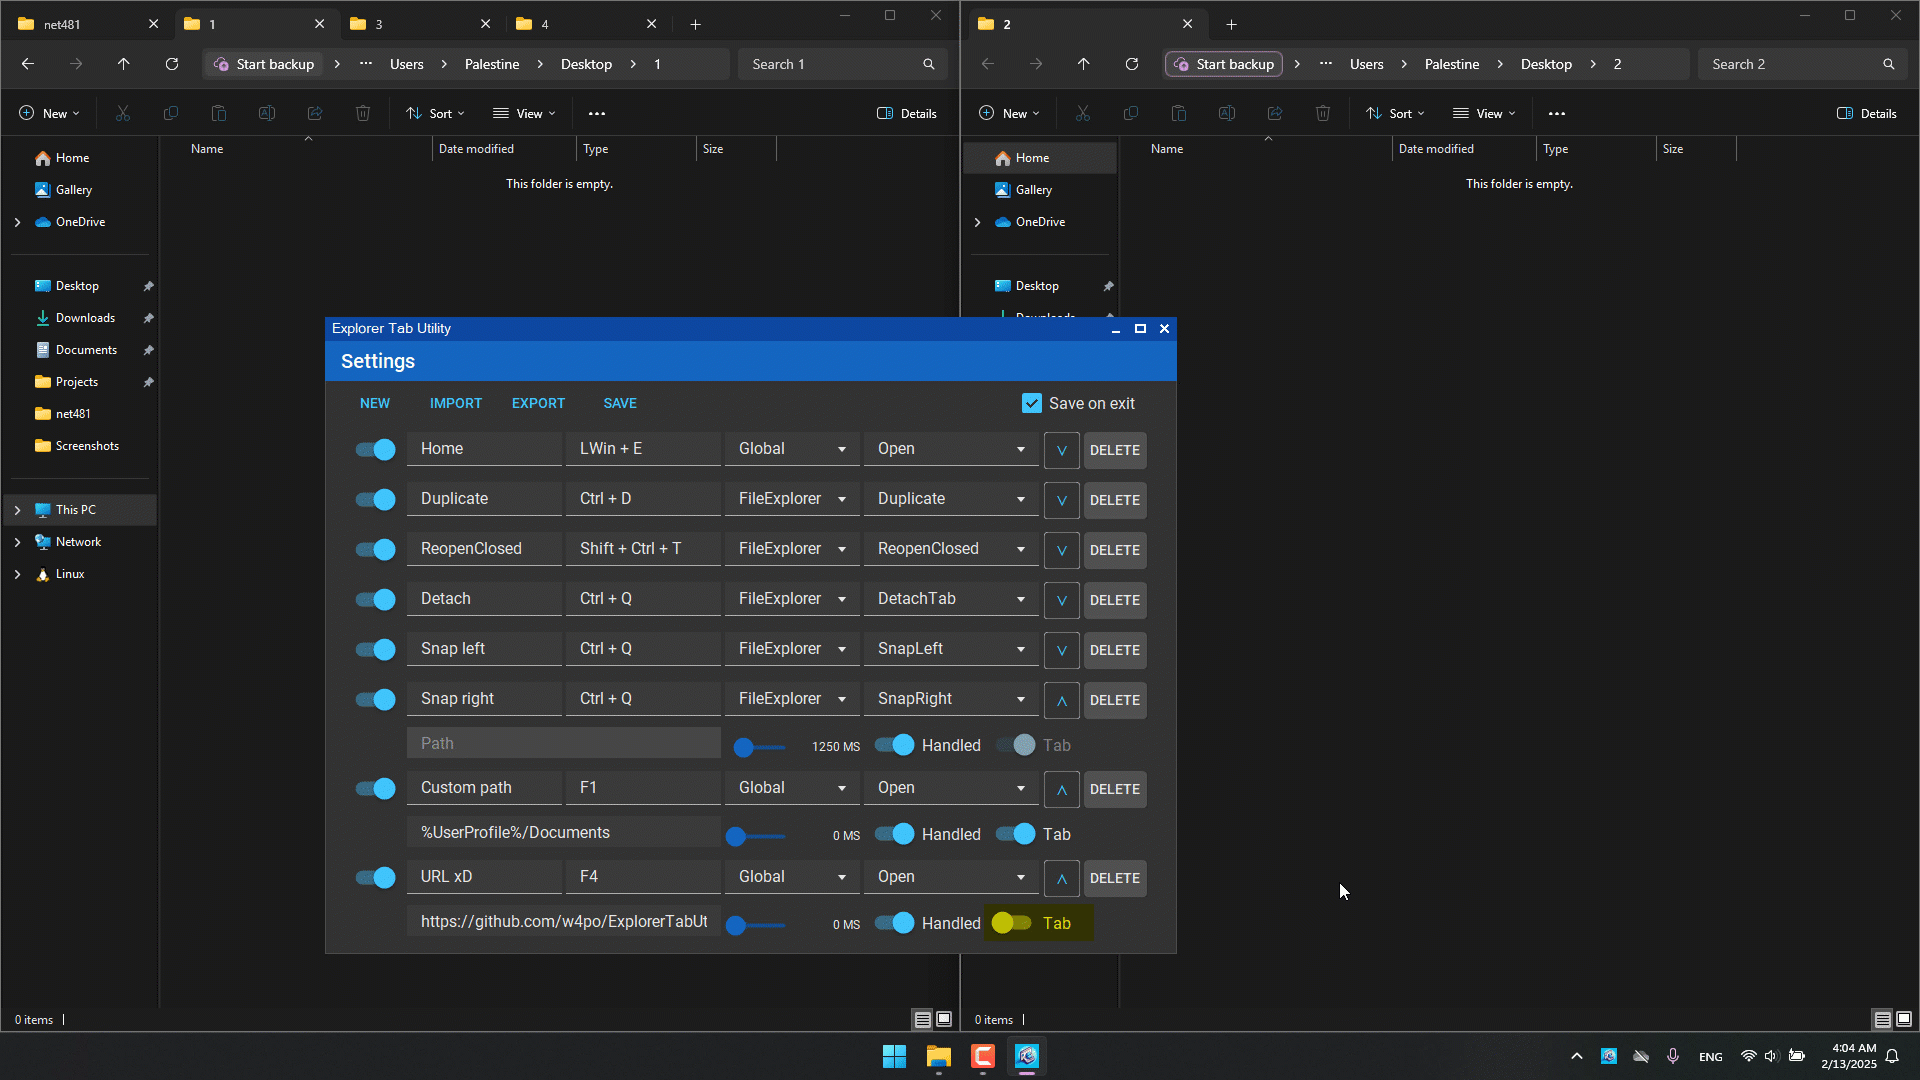 net481
1
3
4
2
Start backup
Users
Palestine
Desktop
1
Search 1
Start backup
Users
Palestine
Desktop
2
Search 2
New
Sort
View
Details
New
Sort
View
Details
Name
Date modified
Type
Size
Name
Date modified
Type
Size
This folder is empty.
This folder is empty.
Home
Gallery
OneDrive
Desktop
Downloads
Documents
Projects
net481
Screenshots
This PC
Network
Linux
Home
Gallery
OneDrive
Desktop
Downloads
Explorer Tab Utility
Settings
NEW
IMPORT
EXPORT
SAVE
Save on exit
Home
LWin + E
Global
Open
V
DELETE
Duplicate
Ctrl + D
FileExplorer
Duplicate
V
DELETE
ReopenClosed
Shift + Ctrl + T
FileExplorer
ReopenClosed
V
DELETE
Detach
Ctrl + Q
FileExplorer
DetachTab
V
DELETE
Snap left
Ctrl + Q
FileExplorer
SnapLeft
V
DELETE
Snap right
Ctrl + Q
FileExplorer
SnapRight
DELETE
Path
1250 MS
Handled
Tab
Custom path
F1
Global
Open
DELETE
%UserProfile%/Documents
0 MS
Handled
Tab
URL xD
F4
Global
Open
DELETE
https://github.com/w4po/ExplorerTabUt
0 MS
Handled
Tab
0 items
0 items
ENG
4:04 AM
2/13/2025